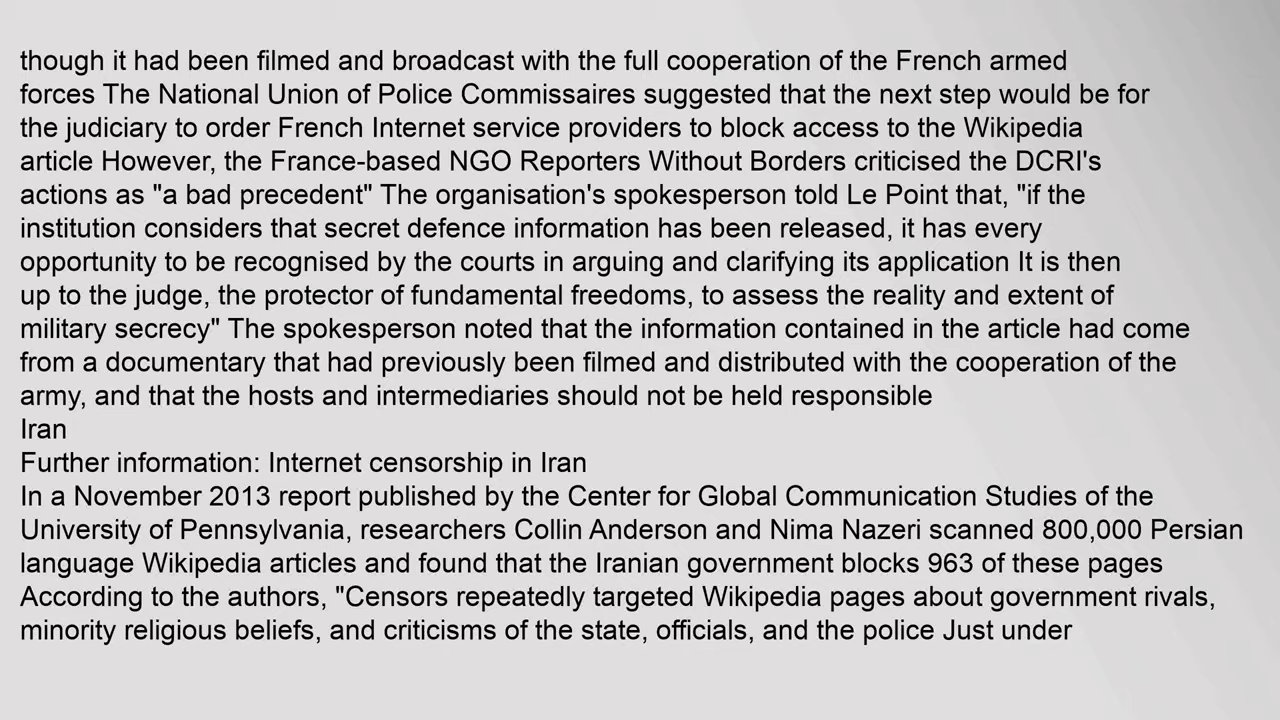 though it had been filmed and broadcast with the full cooperation of the French armed
forces The National Union of Police Commissaires suggested that the next step would be for
the judiciary to order French Internet service providers to block access to the Wikipedia
article However, the France-based NGO Reporters Without Borders criticised the DCRI's
actions as "a bad precedent" The organisation's spokesperson told Le Point that, "if the
institution considers that secret defence information has been released, it has every
opportunity to be recognised by the courts in arguing and clarifying its application It is then
up to the judge, the protector of fundamental freedoms, to assess the reality and extent of
military secrecy" The spokesperson noted that the information contained in the article had come
from a documentary that had previously been filmed and distributed with the cooperation of the
army, and that the hosts and intermediaries should not be held responsible
Iran
Further information: Internet censorship in Iran
In a November 2013 report published by the Center for Global Communication Studies of the
University of Pennsylvania, researchers Collin Anderson and Nima Nazeri scanned 800,000 Persian
language Wikipedia articles and found that the Iranian government blocks 963 of these pages
According to the authors, "Censors repeatedly targeted Wikipedia pages about government rivals,
minority religious beliefs, and criticisms of the state, officials, and the police Just under